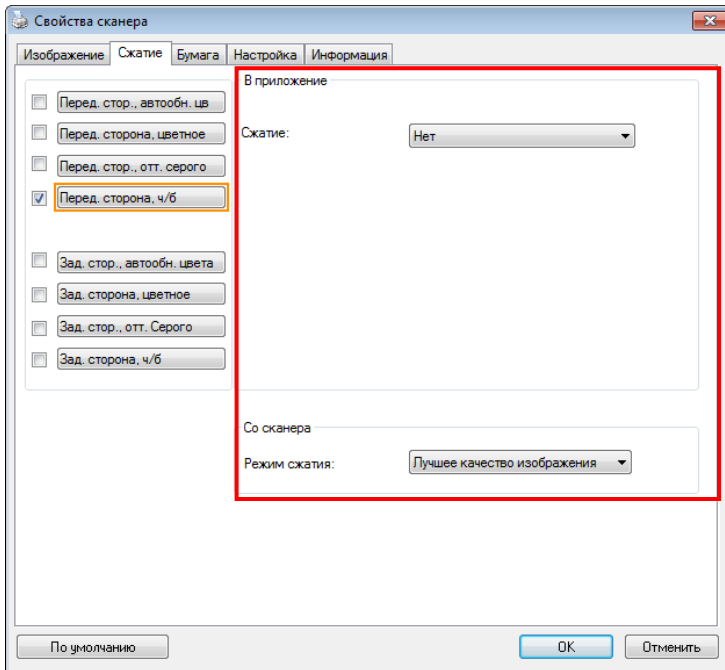 Свойства сканера
Изображение Сжатие Бумага Настройка Информация
В приложение
Перед. стор., автообн. цв
Перед. сторона, цветное
Сжатие: Нет
Перед. стор., отт. серого
Перед. сторона, ч/б
Зад. стор., автообн. цвета
Зад. сторона, цветное
Зад. стор., отт. Серого
Зад. сторона, ч/б
Со сканера
Режим сжатия: Лучшее качество изображения
По умолчанию OK Отменить